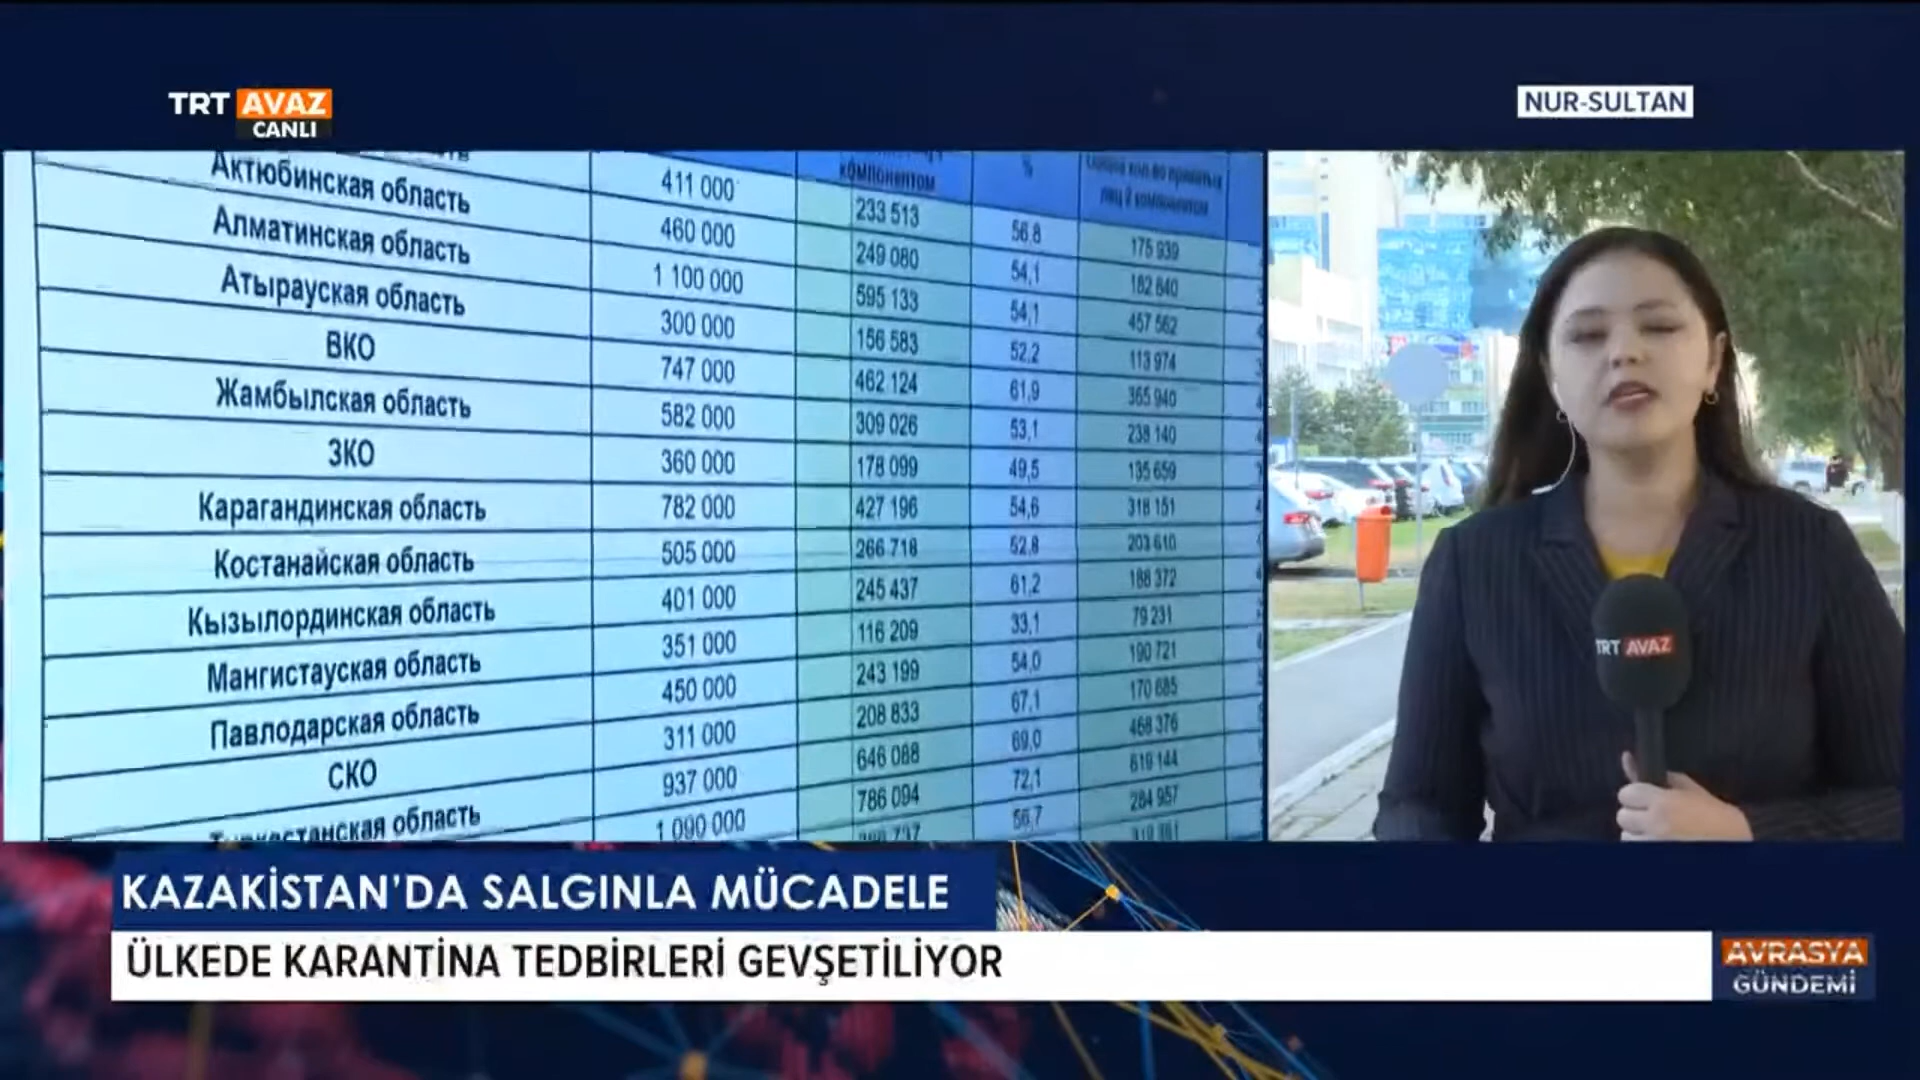 TRT AVAZ
CANLI
NUR-SULTAN
компонентом % лиц 2 компонентом
411 000 233 513 56,8 175 939
Актюбинская область 460 000 249 080 54,1 182 640
Алматинская область 1 100 000 595 133 54,1 457 562
Атырауская область 300 000 156 583 52,2 113 974
ВКО 747 000 462 124 61,9 365 940
Жамбылская область 582 000 309 026 53,1 238 140
ЗКО 360 000 178 099 49,5 135 659
Карагандинская область 782 000 427 196 54,6 318 151
Костанайская область 505 000 266 718 52,8 203 610
Кызылординская область 401 000 245 437 61,2 188 372
Мангистауская область 351 000 116 209 33,1 79 231
Павлодарская область 450 000 243 199 54,0 190 721
СКО 311 000 208 833 67,1 170 685
Туркестанская область 937 000 646 088 69,0 468 376
1 090 000 786 094 72,1 619 144
56,7 284 957
TRT AVAZ
KAZAKİSTAN'DA SALGINLA MÜCADELE
ÜLKEDE KARANTİNA TEDBİRLERİ GEVŞETİLİYOR
AVRASYA
GÜNDEMİ